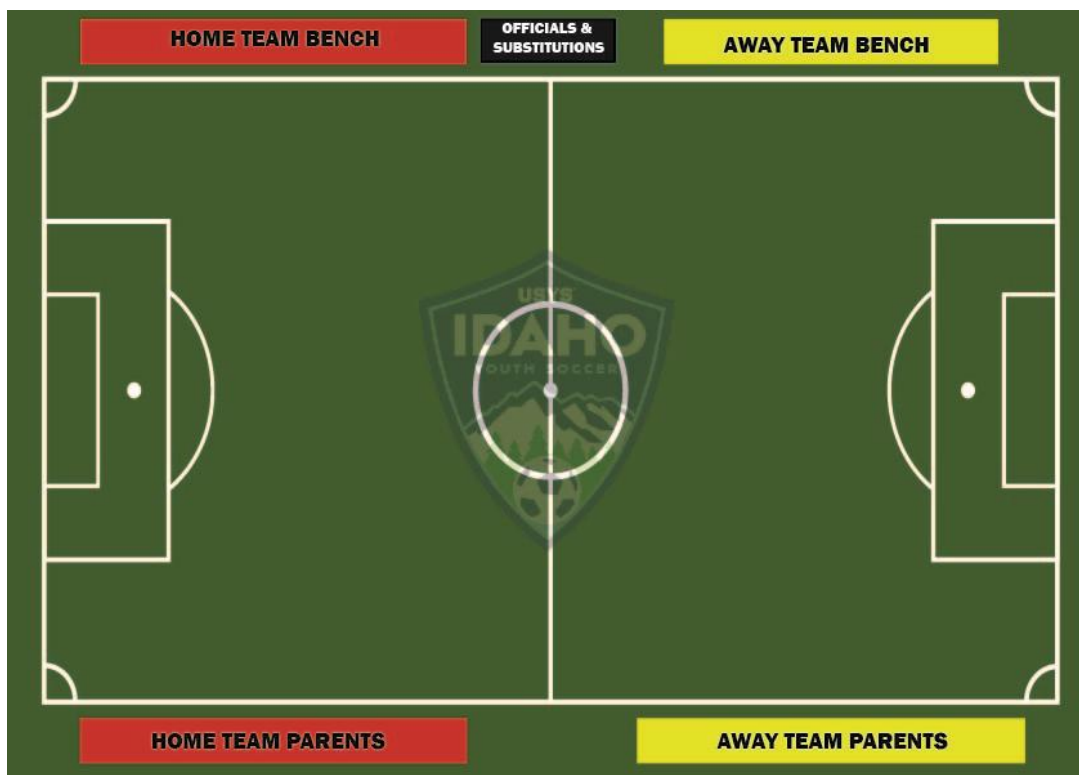 HOME TEAM BENCH
OFFICIALS &
SUBSTITUTIONS
AWAY TEAM BENCH
USYS
IDAHO
YOUTH SOCCER
HOME TEAM PARENTS
AWAY TEAM PARENTS